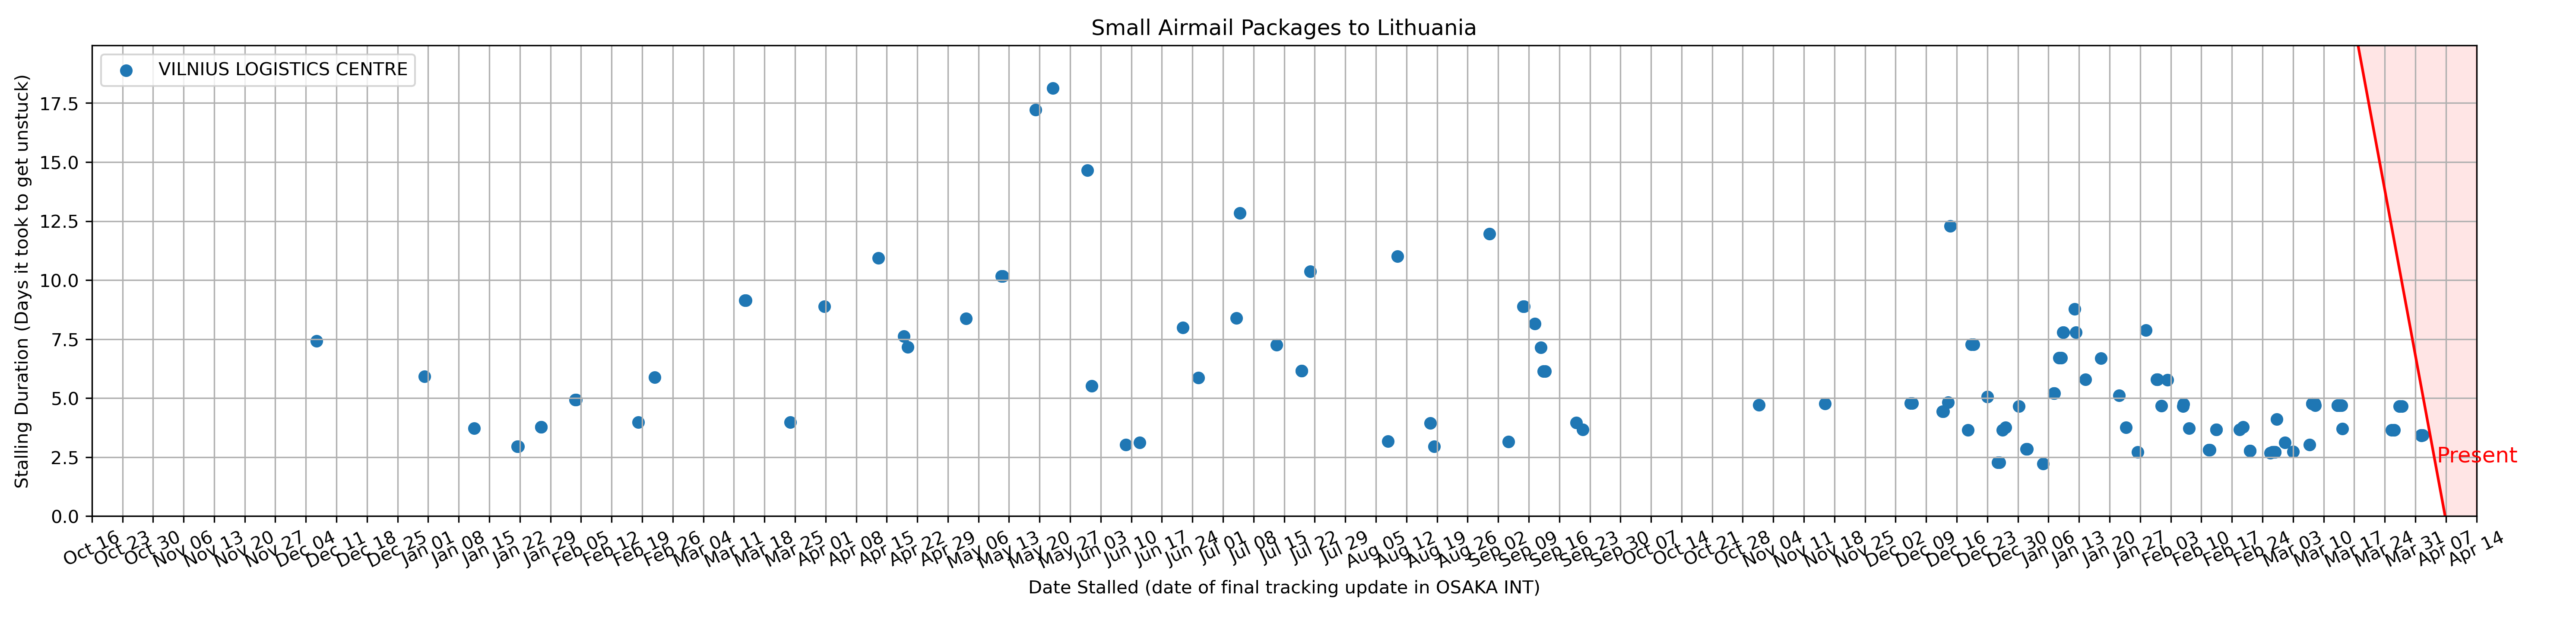 Small Airmail Packages to Lithuania
VILNIUS LOGISTICS CENTRE
Stalling Duration (Days it took to get unstuck)
17.5
15.0
12.5
10.0
7.5
5.0
2.5
0.0
Present
Oct 16 Oct 23 Oct 30 Nov 06 Nov 13 Nov 20 Nov 27 Dec 04 Dec 11 Dec 18 Dec 25 Jan 01 Jan 08 Jan 15 Jan 22 Jan 29 Feb 05 Feb 12 Feb 19 Feb 26 Mar 04 Mar 11 Mar 18 Mar 25 Apr 01 Apr 08 Apr 15 Apr 22 Apr 29 May 06 May 13 May 20 May 27 Jun 03 Jun 10 Jun 17 Jun 24 Jul 01 Jul 08 Jul 15 Jul 22 Jul 29 Aug 05 Aug 12 Aug 19 Aug 26 Sep 02 Sep 09 Sep 16 Sep 23 Sep 30 Oct 07 Oct 14 Oct 21 Oct 28 Nov 04 Nov 11 Nov 18 Nov 25 Dec 02 Dec 09 Dec 16 Dec 23 Dec 30 Jan 06 Jan 13 Jan 20 Jan 27 Feb 03 Feb 10 Feb 17 Feb 24 Mar 03 Mar 10 Mar 17 Mar 24 Mar 31 Apr 07 Apr 14
Date Stalled (date of final tracking update in OSAKA INT)